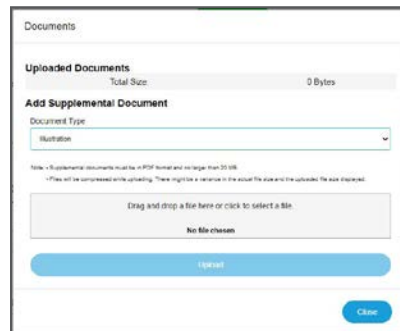 Documents
Uploaded Documents
Total Size 0 Bytes
Add Supplemental Document
Document Type
Illustration
Note: • Supplemental documents must be in PDF format and no larger than 20 MB.
• Files will be compressed while uploading. There might be a variance in the actual file size and the uploaded file size displayed.
Drag and drop a file here or click to select a file.
No file chosen
Upload
Close